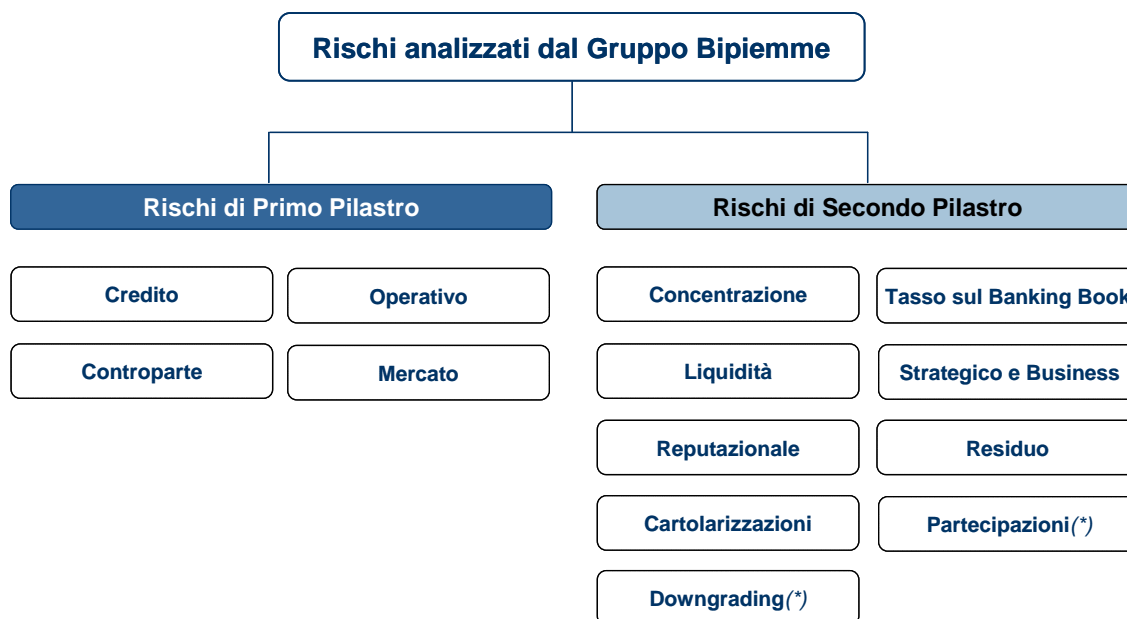 Rischi analizzati dal Gruppo Bipiemme
Rischi di Primo Pilastro
Rischi di Secondo Pilastro
Credito
Operativo
Concentrazione
Tasso sul Banking Book
Controparte
Mercato
Liquidità
Strategico e Business
Reputazionale
Residuo
Cartolarizzazioni
Partecipazioni(*)
Downgrading(*)